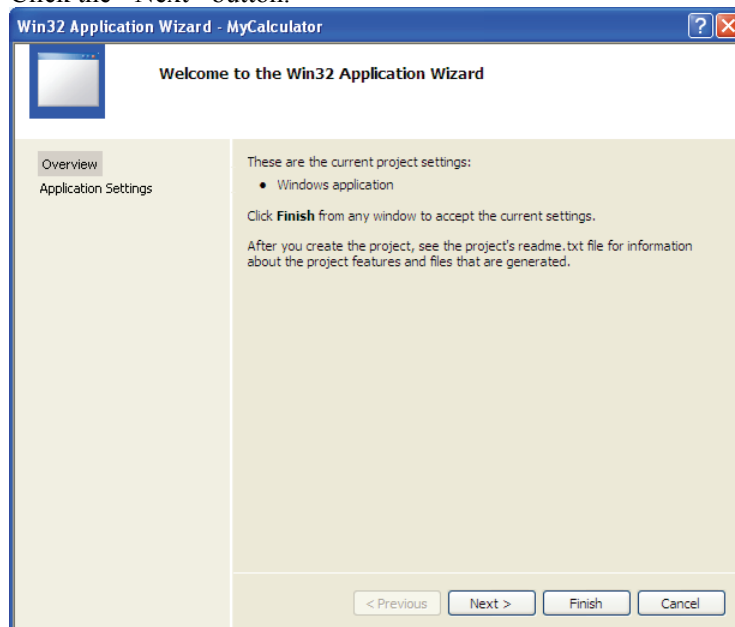 Click the "Next" button.
Win32 Application Wizard - MyCalculator
Welcome to the Win32 Application Wizard
Overview
Application Settings
These are the current project settings:
• Windows application
Click Finish from any window to accept the current settings.
After you create the project, see the project's readme.txt file for information
about the project features and files that are generated.
< Previous
Next >
Finish
Cancel